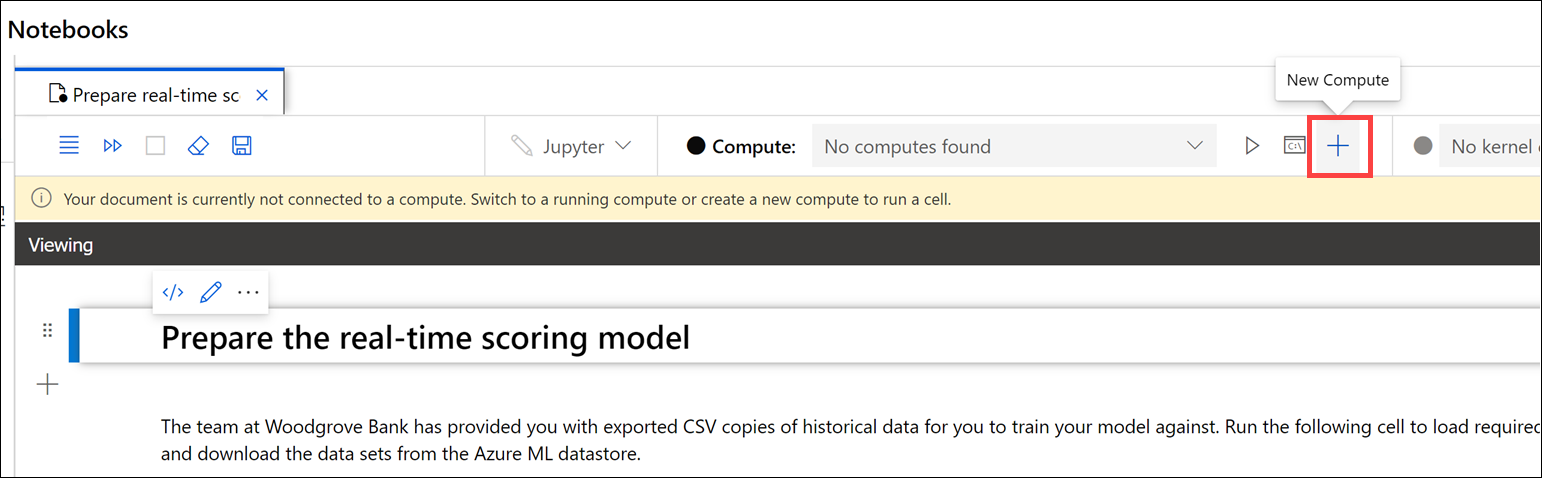 Notebooks
New Compute
Prepare real-time sc
Jupyter
Compute:
No computes found
C:\
No kernel
Your document is currently not connected to a compute. Switch to a running compute or create a new compute to run a cell.
Viewing
</>
Prepare the real-time scoring model
The team at Woodgrove Bank has provided you with exported CSV copies of historical data for you to train your model against. Run the following cell to load required
and download the data sets from the Azure ML datastore.